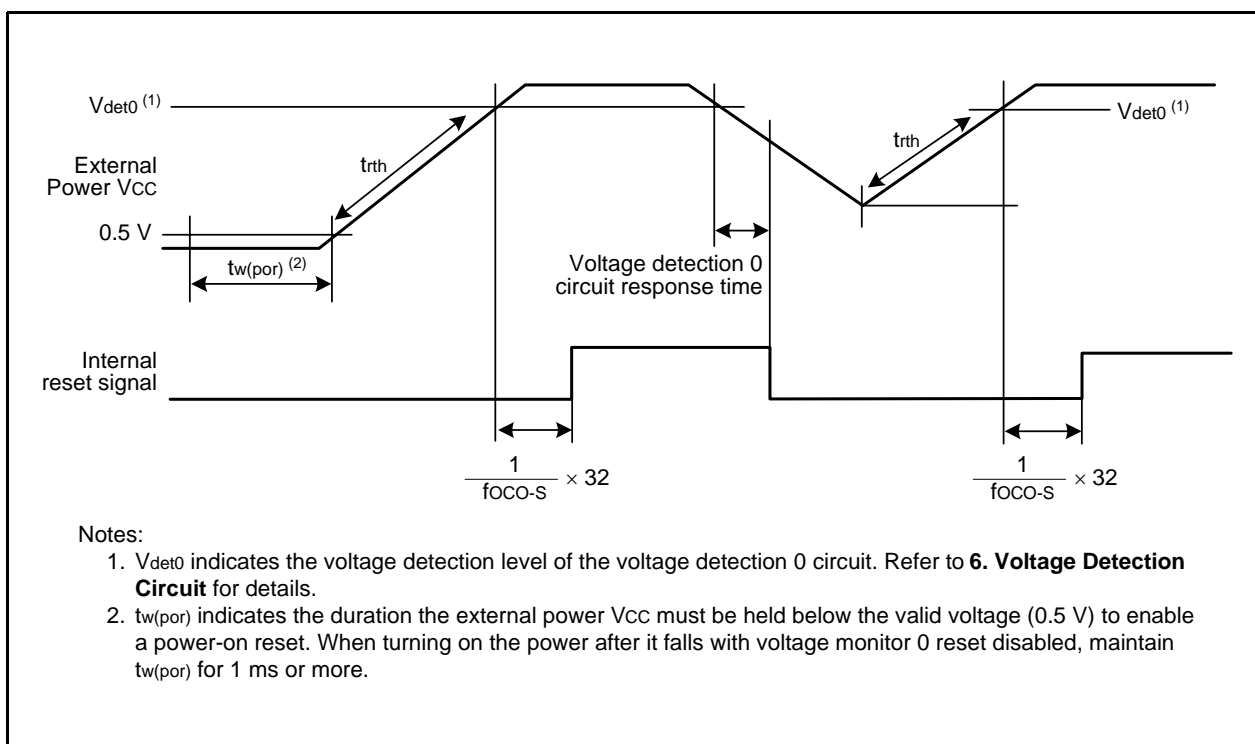 Vdet0 (1)
trth
External
Power VCC
0.5 V
tw(por) (2)
Voltage detection 0
circuit response time
trth
Vdet0 (1)
Internal
reset signal
1
fOCO-S
× 32
1
fOCO-S
× 32
Notes:
1. Vdet0 indicates the voltage detection level of the voltage detection 0 circuit. Refer to 6. Voltage Detection
Circuit for details.
2. tw(por) indicates the duration the external power VCC must be held below the valid voltage (0.5 V) to enable
a power-on reset. When turning on the power after it falls with voltage monitor 0 reset disabled, maintain
tw(por) for 1 ms or more.